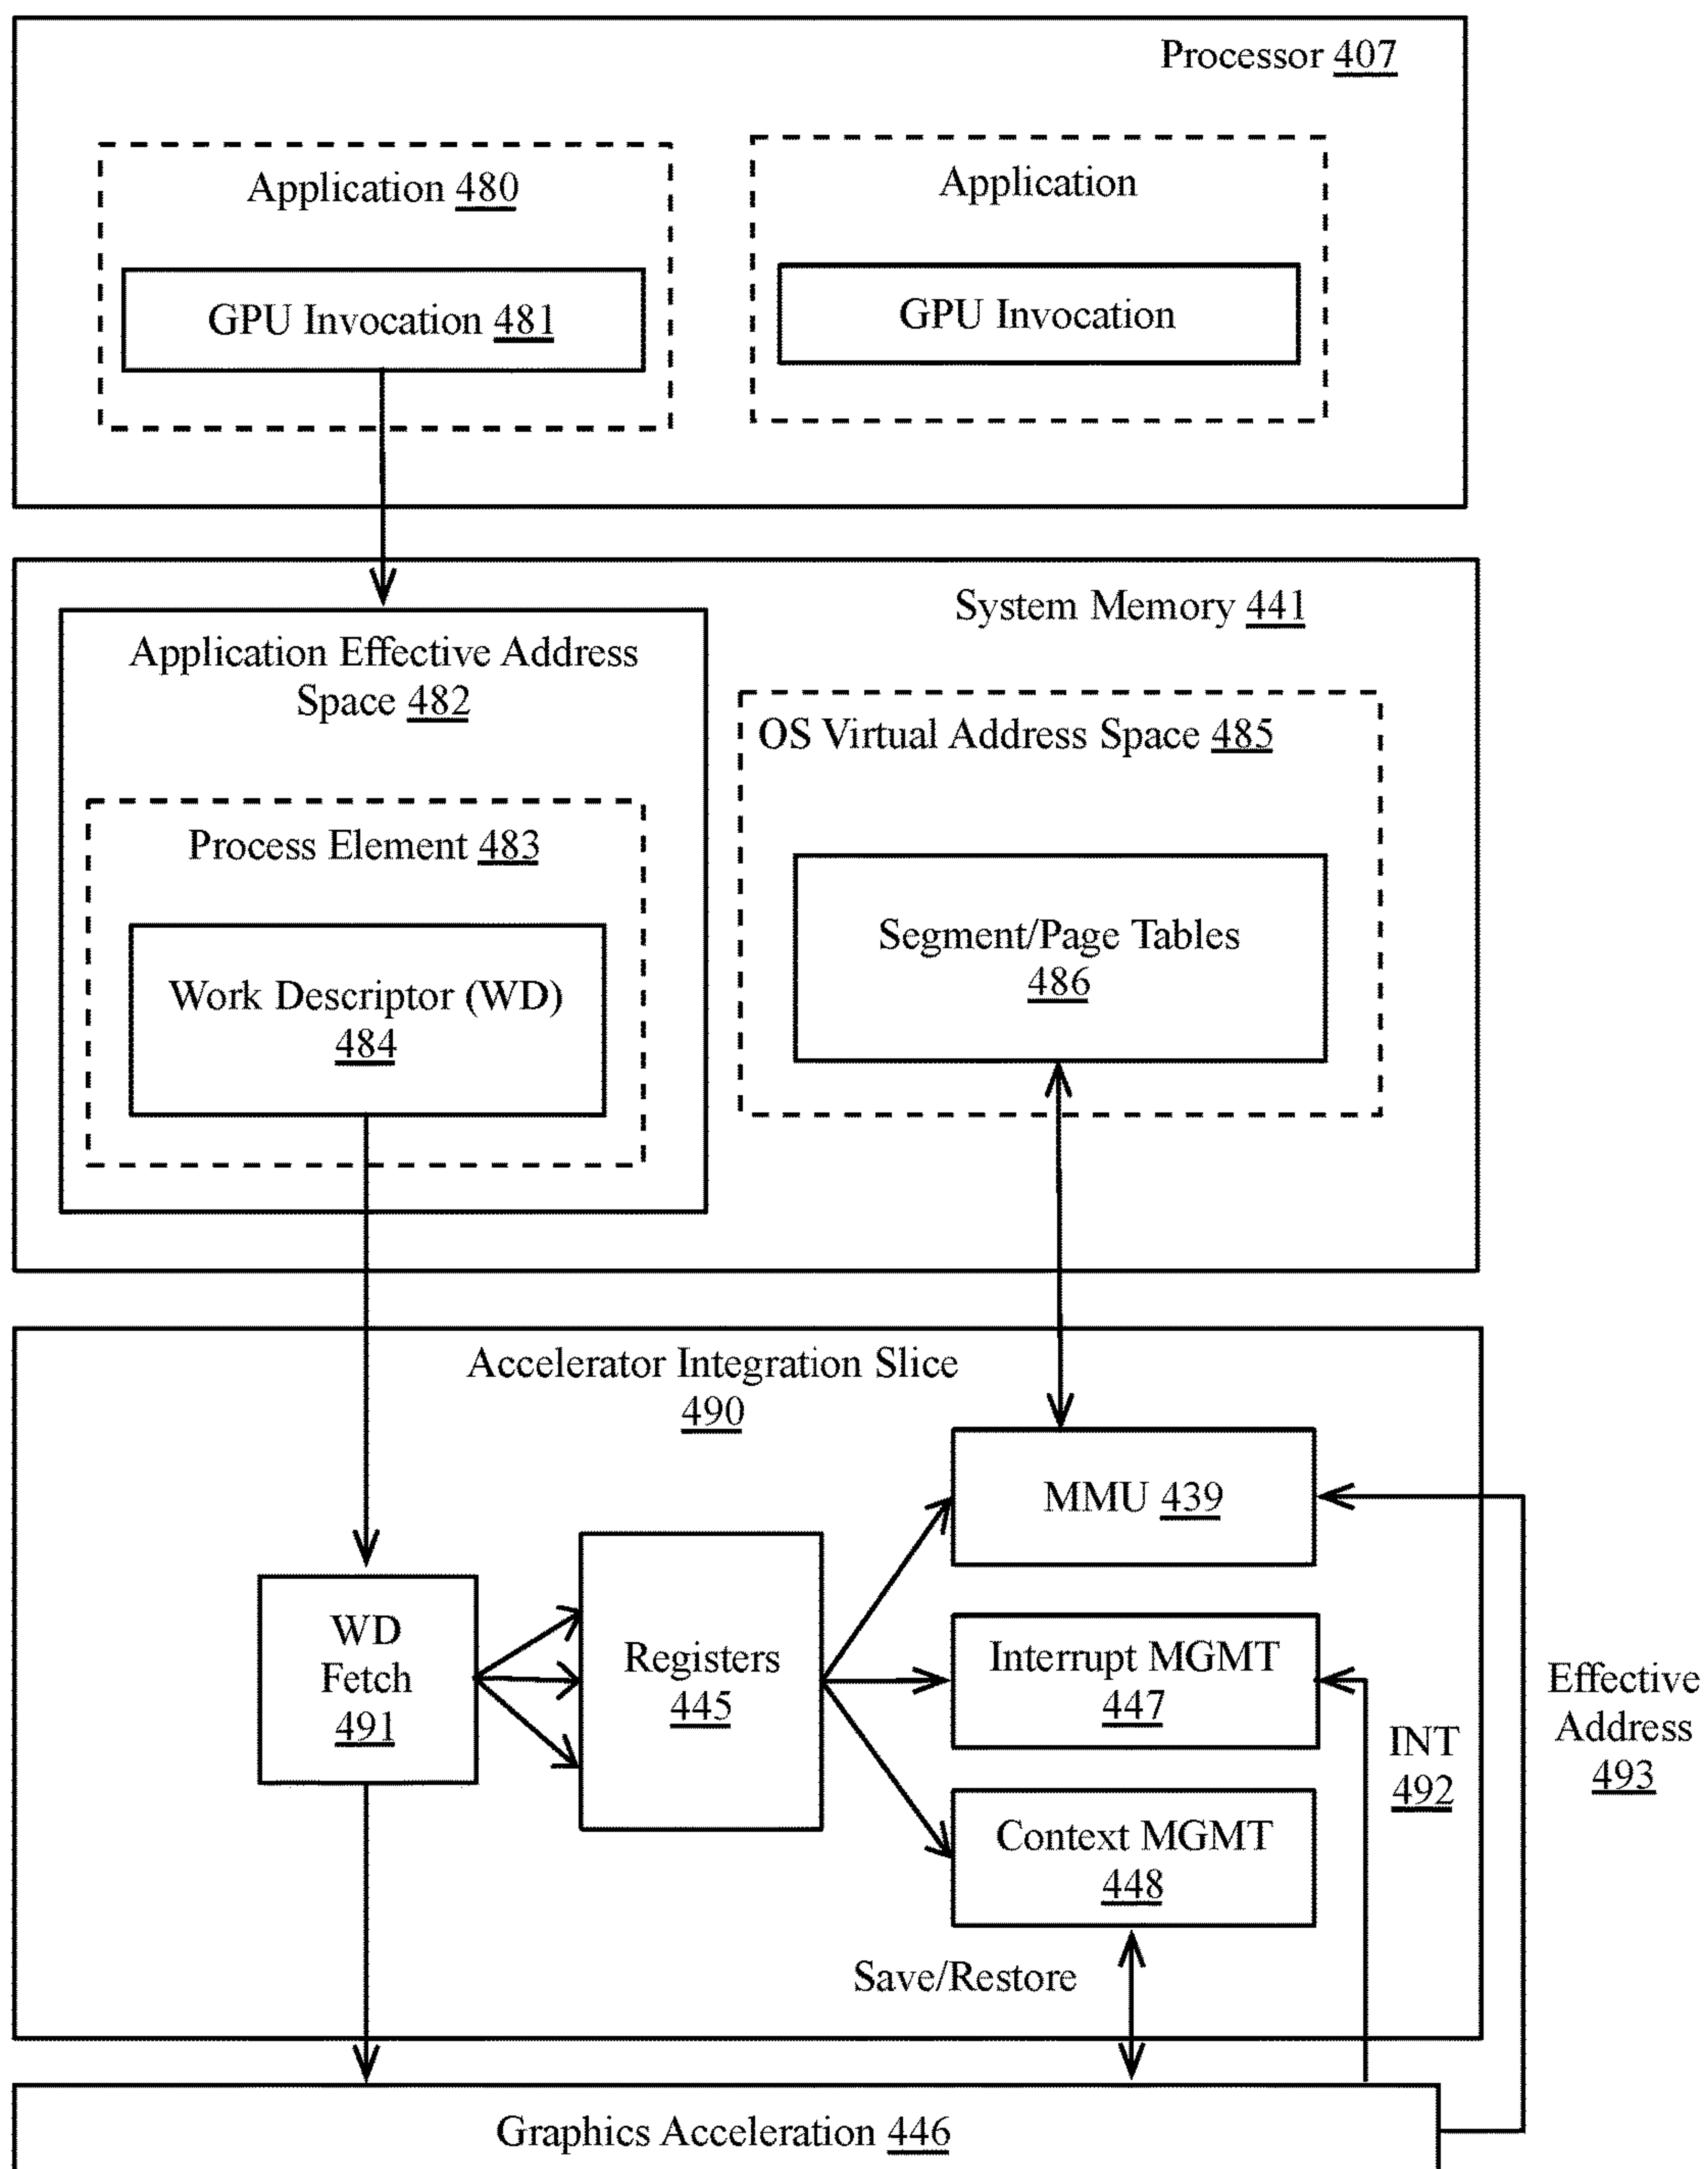 Processor 407
Application 480
GPU Invocation 481
Application
GPU Invocation
System Memory 441
Application Effective Address
Space 482
Process Element 483
Work Descriptor (WD)
484
OS Virtual Address Space 485
Segment/Page Tables
486
Accelerator Integration Slice
490
WD
Fetch
491
Registers
445
MMU 439
Interrupt MGMT
447
Context MGMT
448
INT
492
Effective
Address
493
Save/Restore
Graphics Acceleration 446